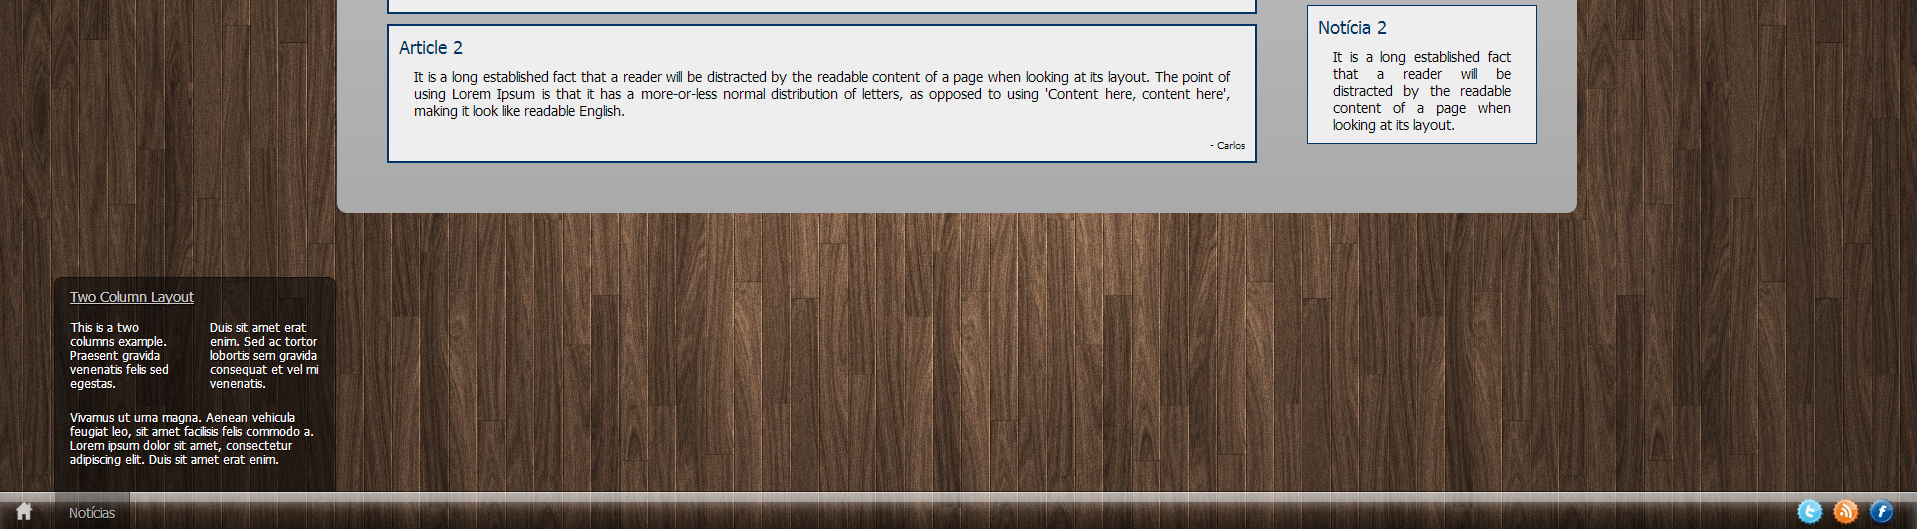 Article 2
It is a long established fact that a reader will be distracted by the readable content of a page when looking at its layout. The point of
using Lorem Ipsum is that it has a more-or-less normal distribution of letters, as opposed to using 'Content here, content here',
making it look like readable English.
- Carlos
Notícia 2
It is a long established fact
that a reader will be
distracted by the readable
content of a page when
looking at its layout.
Two Column Layout
This is a two
columns example.
Praesent gravida
venenatis felis sed
egestas.
Duis sit amet erat
enim. Sed ac tortor
lobortis sem gravida
consequat et vel mi
venenatis.
Vivamus ut urna magna. Aenean vehicula
feugiat leo, sit amet facilisis felis commodo a.
Lorem ipsum dolor sit amet, consectetur
adipiscing elit. Duis sit amet erat enim.
Notícias